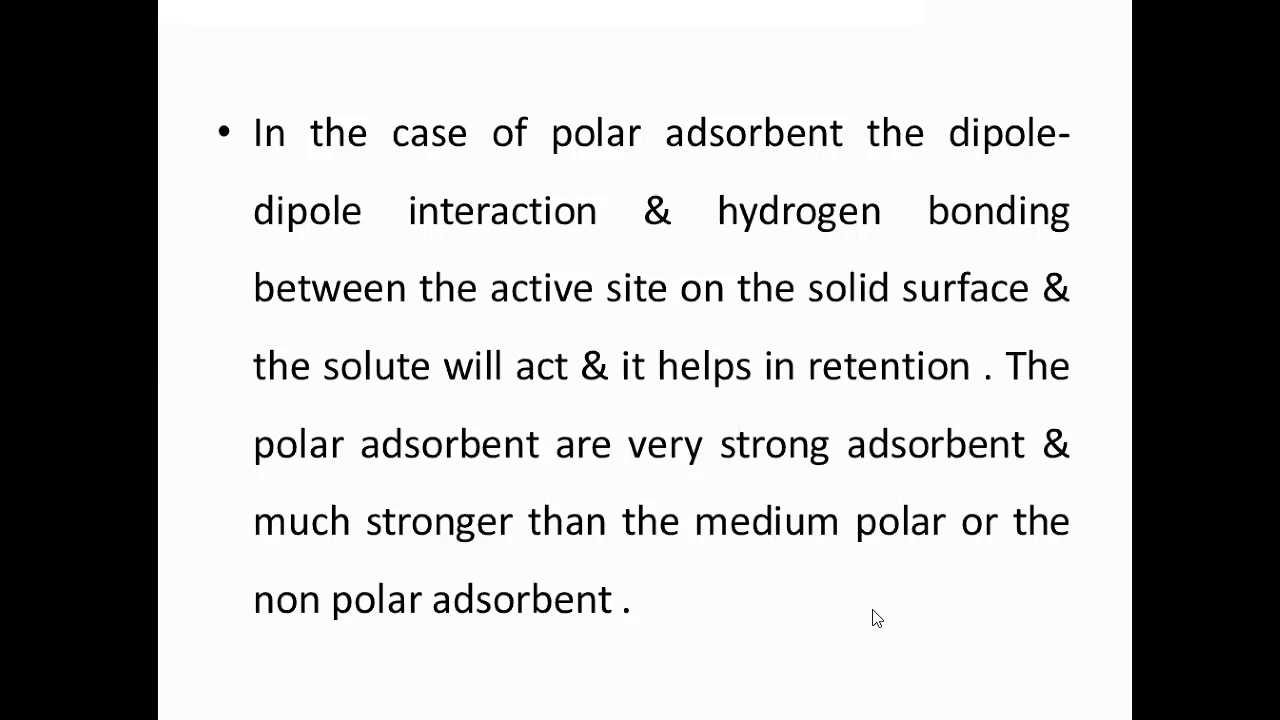 • In the case of polar adsorbent the dipole-
dipole interaction & hydrogen bonding
between the active site on the solid surface &
the solute will act & it helps in retention . The
polar adsorbent are very strong adsorbent &
much stronger than the medium polar or the
non polar adsorbent .